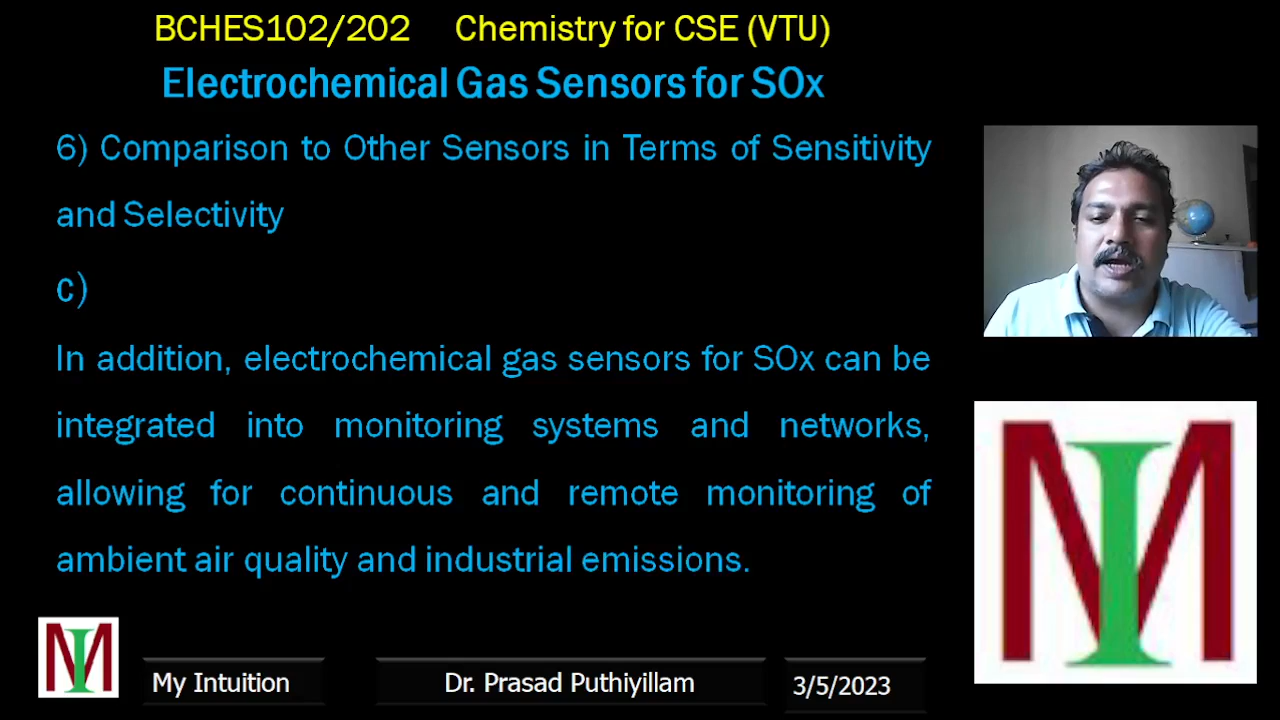 BCHES102/202 Chemistry for CSE (VTU)
Electrochemical Gas Sensors for SOx
6) Comparison to Other Sensors in Terms of Sensitivity
and Selectivity
c)
In addition, electrochemical gas sensors for SOx can be
integrated into monitoring systems and networks,
allowing for continuous and remote monitoring of
ambient air quality and industrial emissions.
MI
MI
My Intuition
Dr. Prasad Puthiyillam
3/5/2023